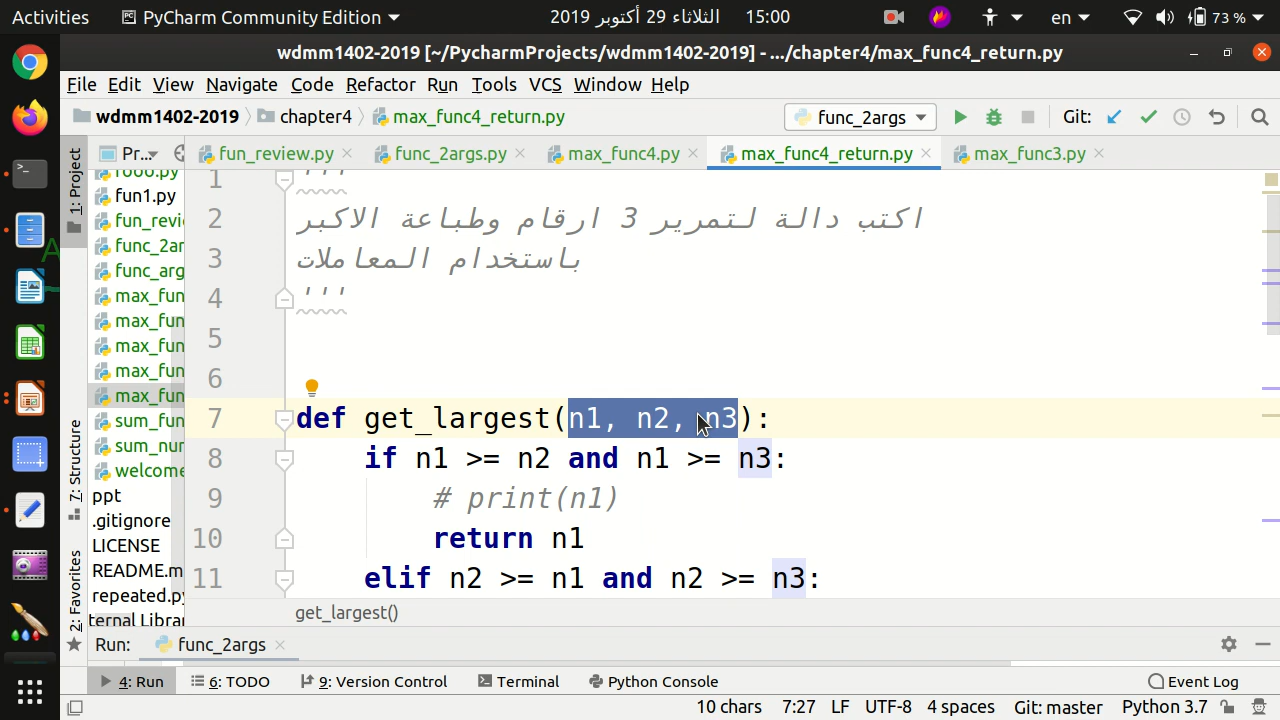 Activities PyCharm Community Edition 2019 الثلاثاء 29 أكتوبر 15:00 en 73 %
wdmm1402-2019 [~/PycharmProjects/wdmm1402-2019] - .../chapter4/max_func4_return.py
File Edit View Navigate Code Refactor Run Tools VCS Window Help
wdmm1402-2019 chapter4 max_func4_return.py func_2args Git:
1: Project
Pr... fun_review.py func_2args.py max_func4.py max_func4_return.py max_func3.py
fun1.py
fun_revi
func_2ar
func_arg
max_fun
max_fun
max_fun
max_fun
max_fun
sum_fun
sum_nur
welcome
ppt
.gitignore
LICENSE
README.m
repeated.py
ternal Librar
7: Structure
2: Favorites
1 '''
2 اكتب دالة لتمرير 3 ارقام وطباعة الاكبر
3 باستخدام المعاملات
4 '''
5
6
7 def get_largest(n1, n2, n3):
8 if n1 >= n2 and n1 >= n3:
9 # print(n1)
10 return n1
11 elif n2 >= n1 and n2 >= n3:
get_largest()
Run: func_2args
4: Run 6: TODO 9: Version Control Terminal Python Console Event Log
10 chars 7:27 LF UTF-8 4 spaces Git: master Python 3.7